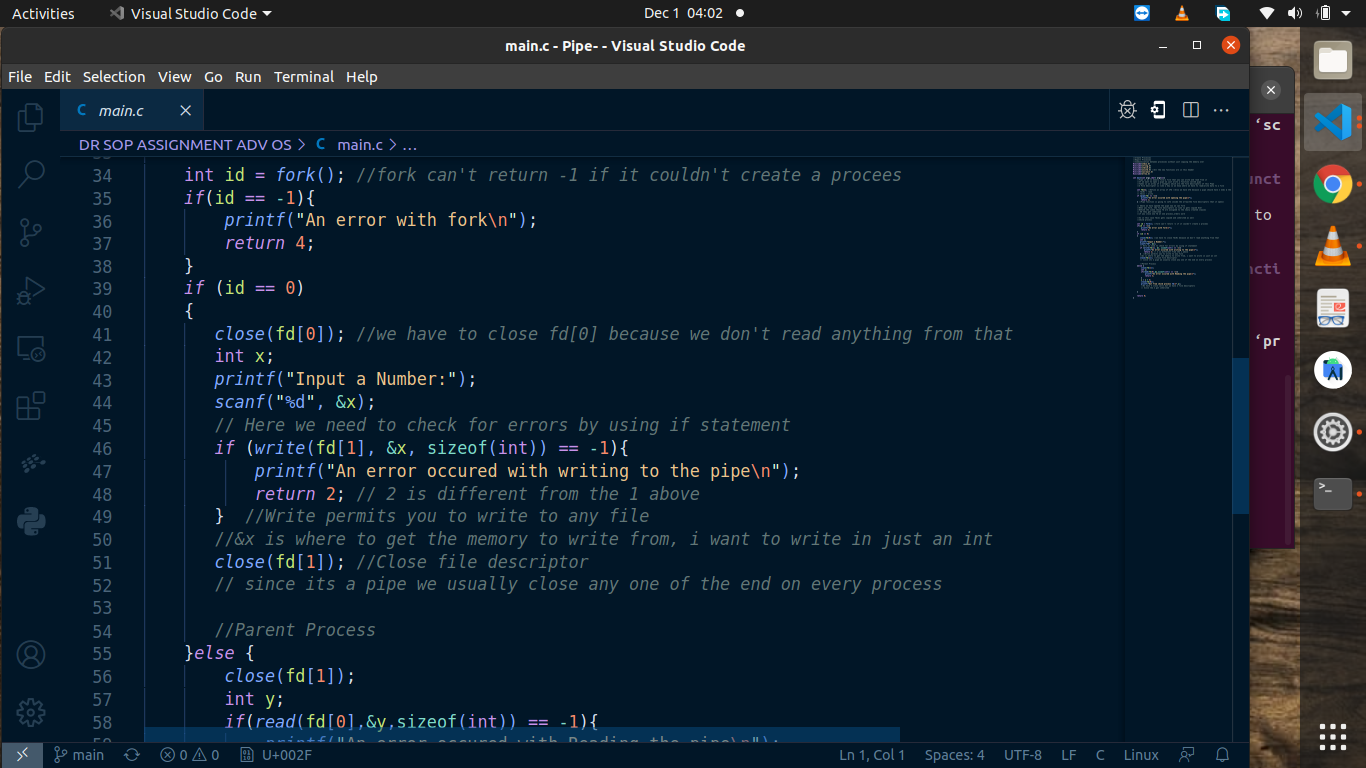 Activities Visual Studio Code Dec 1 04:02
main.c - Pipe- - Visual Studio Code
File Edit Selection View Go Run Terminal Help
C main.c
DR SOP ASSIGNMENT ADV OS > C main.c > ...
34 int id = fork(); //fork can't return -1 if it couldn't create a procees
35 if(id == -1){
36 printf("An error with fork\n");
37 return 4;
38 }
39 if (id == 0)
40 {
41 close(fd[0]); //we have to close fd[0] because we don't read anything from that
42 int x;
43 printf("Input a Number:");
44 scanf("%d", &x);
45 // Here we need to check for errors by using if statement
46 if (write(fd[1], &x, sizeof(int)) == -1){
47 printf("An error occured with writing to the pipe\n");
48 return 2; // 2 is different from the 1 above
49 } //Write permits you to write to any file
50 //&x is where to get the memory to write from, i want to write in just an int
51 close(fd[1]); //Close file descriptor
52 // since its a pipe we usually close any one of the end on every process
53
54 //Parent Process
55 }else {
56 close(fd[1]);
57 int y;
58 if(read(fd[0],&y,sizeof(int)) == -1){
printf("An error occured with Reading the pipe\n");
main 0 0 U+002F Ln 1, Col 1 Spaces: 4 UTF-8 LF C Linux
‘sc
unct
to
ncti
‘pr